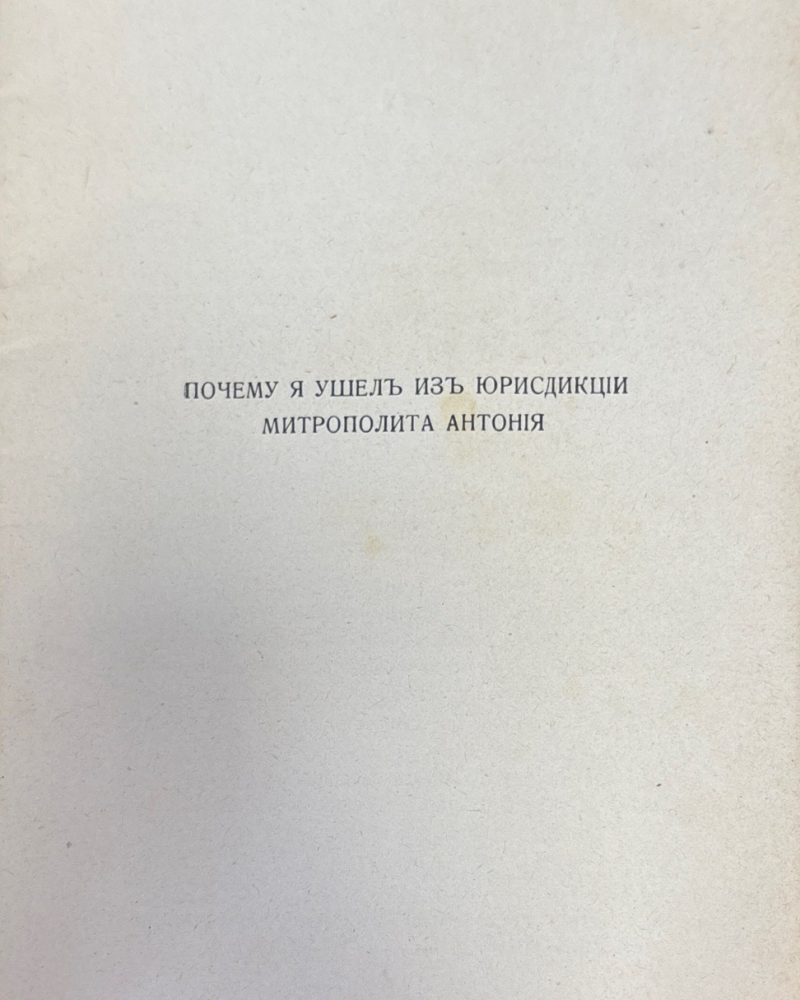 ПОЧЕМУ Я УШЕЛЪ ИЗЪ ЮРИСДИКЦІИ
МИТРОПОЛИТА АНТОНІЯ